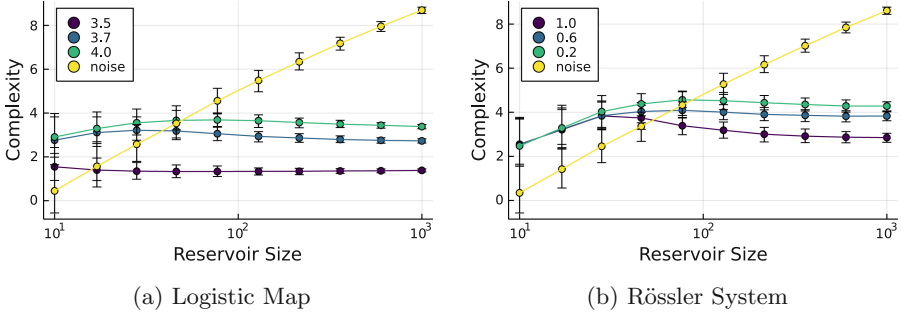 8
6
4
2
0
Complexity
3.5
3.7
4.0
noise
10^1
10^2
10^3
Reservoir Size
(a) Logistic Map
8
6
4
2
0
Complexity
1.0
0.6
0.2
noise
10^1
10^2
10^3
Reservoir Size
(b) Rössler System